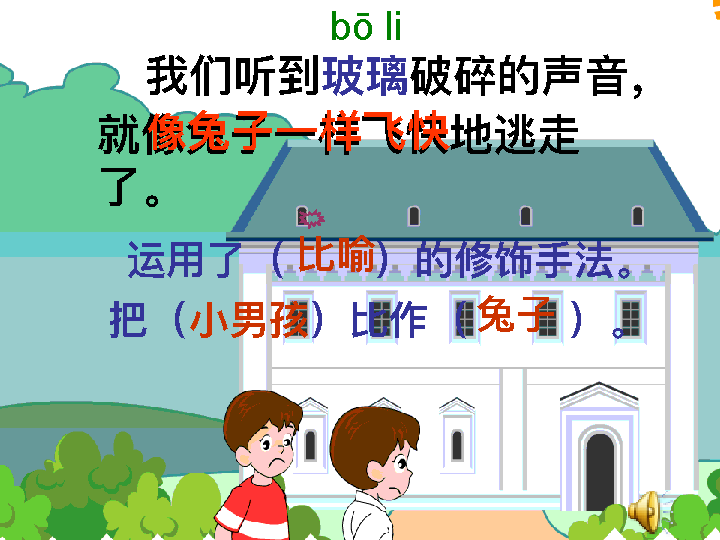 bō li
我们听到玻璃破碎的声音，
就像兔子一样飞快地逃走
了。
运用了（比喻）的修饰手法。
把（小男孩）比作（兔子）。